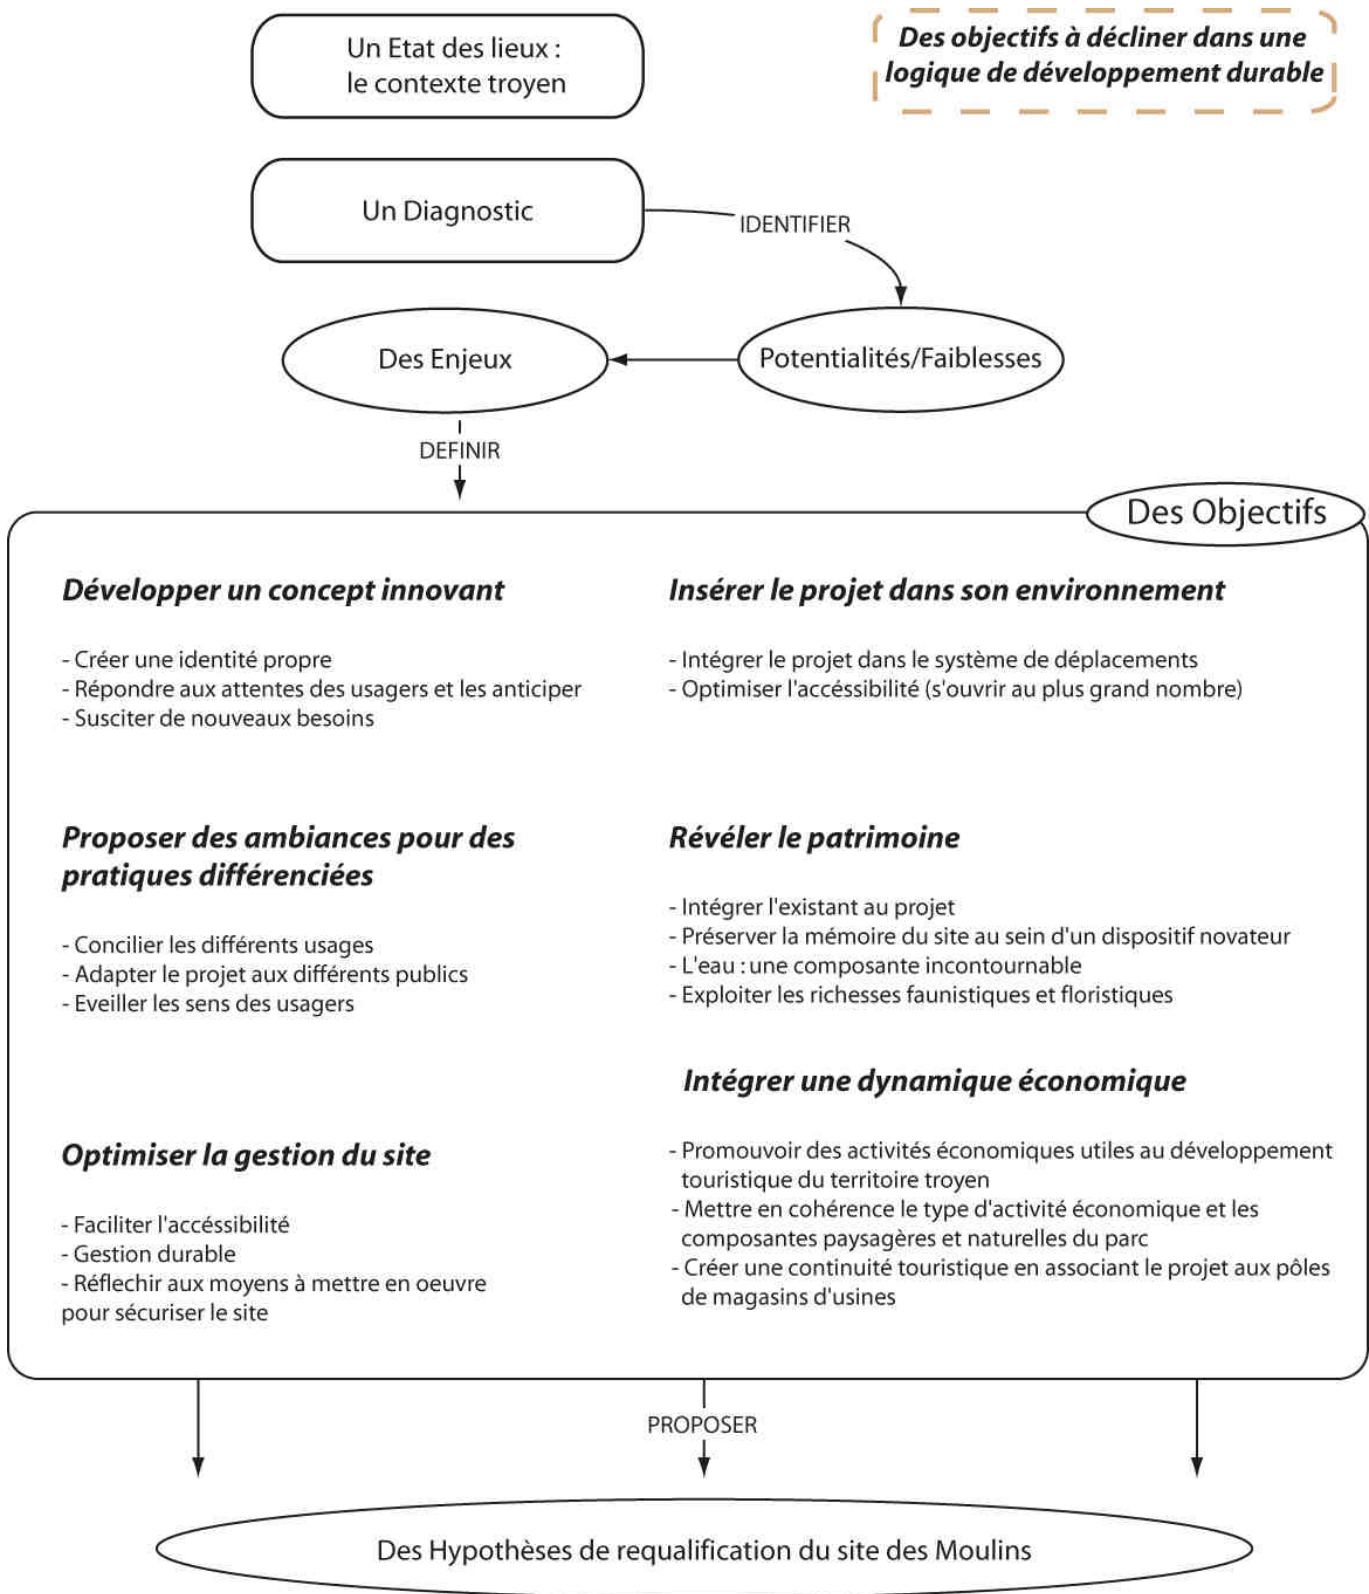 Un Etat des lieux :
le contexte troyen
Des objectifs à décliner dans une
logique de développement durable
Un Diagnostic
IDENTIFIER
Des Enjeux
Potentialités/Faiblesses
DEFINIR
Des Objectifs
Développer un concept innovant
- Créer une identité propre
- Répondre aux attentes des usagers et les anticiper
- Susciter de nouveaux besoins
Insérer le projet dans son environnement
- Intégrer le projet dans le système de déplacements
- Optimiser l'accéssibilité (s'ouvrir au plus grand nombre)
Proposer des ambiances pour des
pratiques différenciées
- Concilier les différents usages
- Adapter le projet aux différents publics
- Eveiller les sens des usagers
Révéler le patrimoine
- Intégrer l'existant au projet
- Préserver la mémoire du site au sein d'un dispositif novateur
- L'eau : une composante incontournable
- Exploiter les richesses faunistiques et floristiques
Optimiser la gestion du site
- Faciliter l'accéssibilité
- Gestion durable
- Réflechir aux moyens à mettre en oeuvre
pour sécuriser le site
Intégrer une dynamique économique
- Promouvoir des activités économiques utiles au développement
touristique du territoire troyen
- Mettre en cohérence le type d'activité économique et les
composantes paysagères et naturelles du parc
- Créer une continuité touristique en associant le projet aux pôles
de magasins d'usines
PROPOSER
Des Hypothèses de requalification du site des Moulins